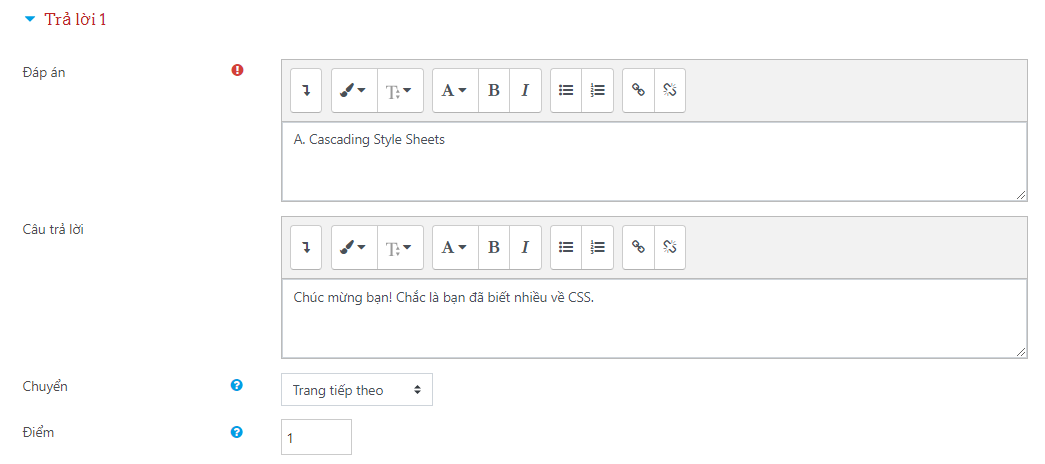 Trả lời 1
Đáp án
A B I
A. Cascading Style Sheets
Câu trả lời
A B I
Chúc mừng bạn! Chắc là bạn đã biết nhiều về CSS.
Chuyển
Trang tiếp theo
Điểm
1